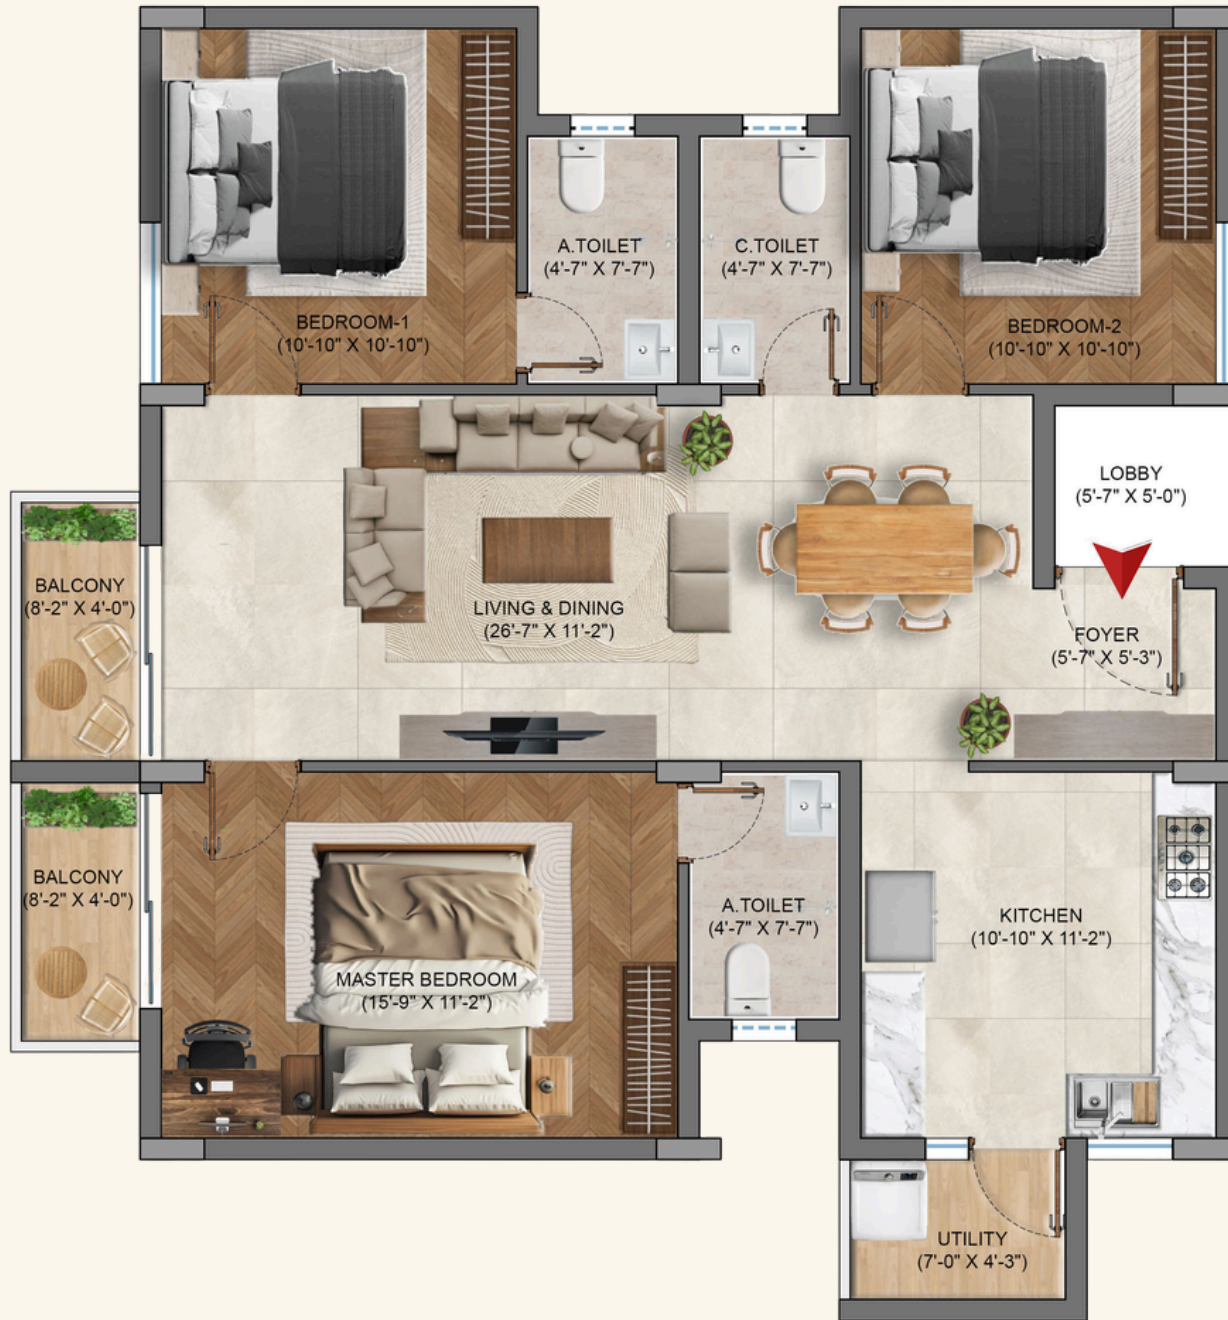 A.TOILET
(4'-7" X 7'-7")
C.TOILET
(4'-7" X 7'-7")
BEDROOM-1
(10'-10" X 10'-10")
BEDROOM-2
(10'-10" X 10'-10")
LOBBY
(5'-7" X 5'-0")
BALCONY
(8'-2" X 4'-0")
LIVING & DINING
(26'-7" X 11'-2")
FOYER
(5'-7" X 5'-3")
BALCONY
(8'-2" X 4'-0")
A.TOILET
(4'-7" X 7'-7")
KITCHEN
(10'-10" X 11'-2")
MASTER BEDROOM
(15'-9" X 11'-2")
UTILITY
(7'-0" X 4'-3")